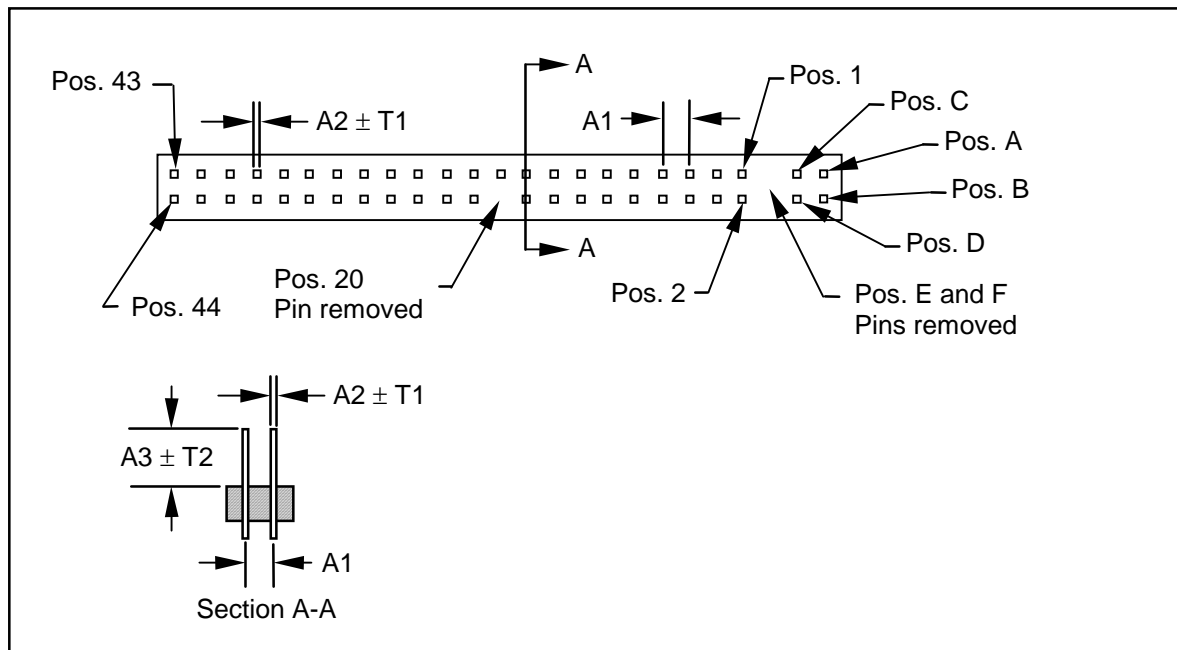 A
Pos. 1
Pos. 43
Pos. C
A2 ± T1
A1
Pos. A
Pos. B
Pos. D
A
Pos. 20
Pin removed
Pos. 2
Pos. E and F
Pins removed
Pos. 44
A2 ± T1
A3 ± T2
A1
Section A-A